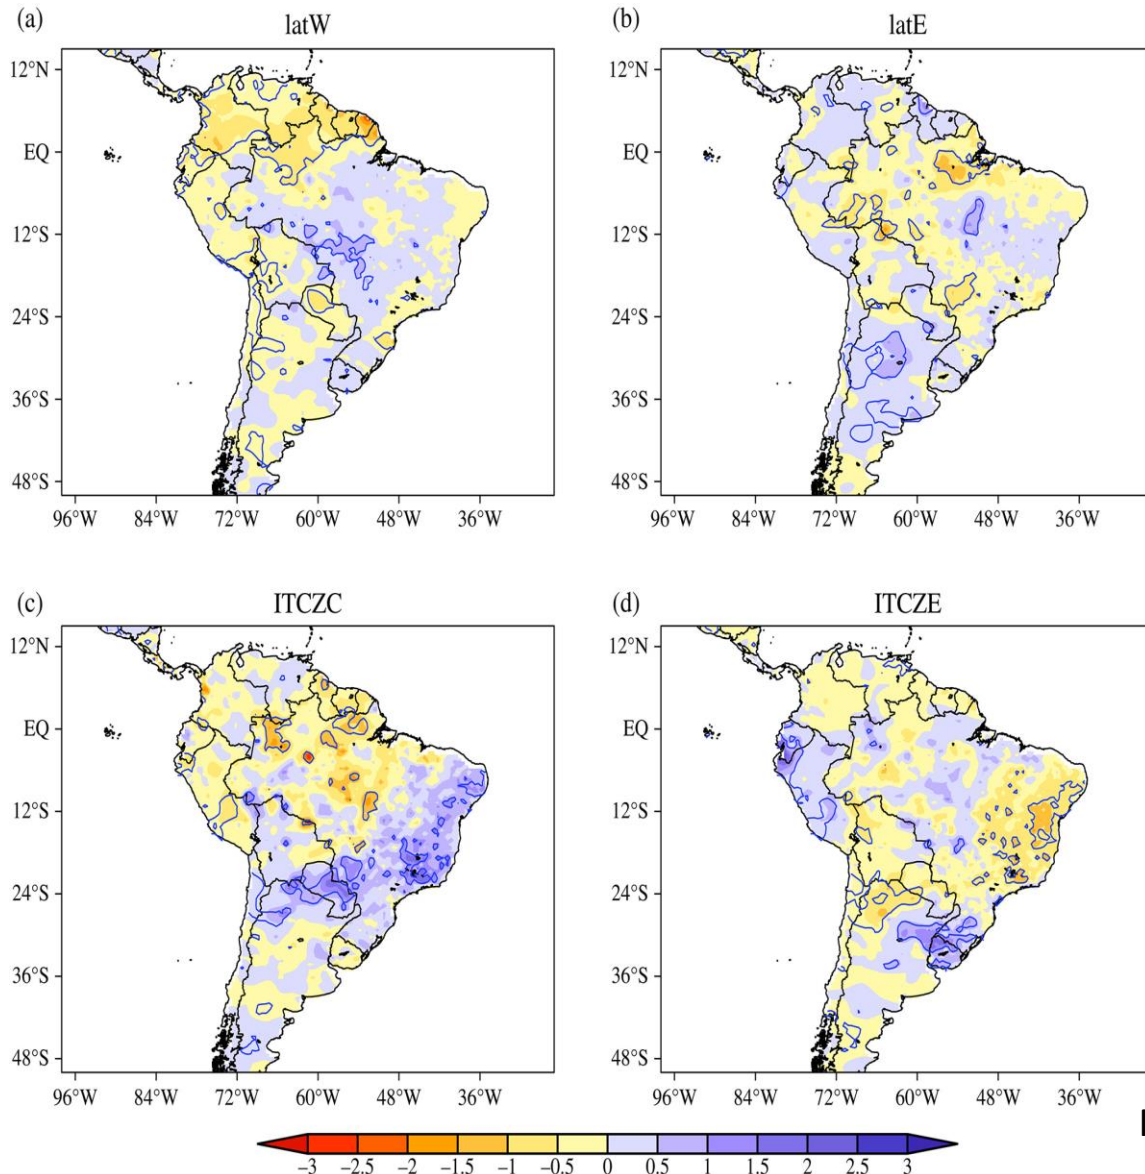 (a) latW
(b) latE
12°N
EQ
12°S
24°S
36°S
48°S
96°W 84°W 72°W 60°W 48°W 36°W
12°N
EQ
12°S
24°S
36°S
48°S
96°W 84°W 72°W 60°W 48°W 36°W
(c) ITCZC
(d) ITCZE
12°N
EQ
12°S
24°S
36°S
48°S
96°W 84°W 72°W 60°W 48°W 36°W
12°N
EQ
12°S
24°S
36°S
48°S
96°W 84°W 72°W 60°W 48°W 36°W
−3 −2.5 −2 −1.5 −1 −0.5 0 0.5 1 1.5 2 2.5 3